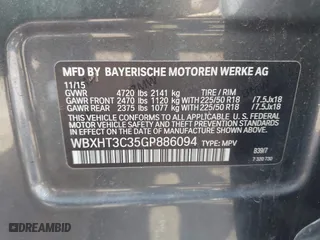 MFD BY BAYERISCHE MOTOREN WERKE AG
11/15
GVWR 4720 lbs 2141 kg TIRE / RIM
GAWR FRONT 2470 lbs 1120 kg WITH 225/50 R18 /7.5Jx18
GAWR REAR 2375 lbs 1077 kg WITH 225/50 R18 /7.5Jx18
THIS VEHICLE CONFORMS TO ALL APPLICABLE U.S. FEDERAL
MOTOR VEHICLE SAFETY, BUMPER, AND THEFT PREVENTION
STANDARDS IN EFFECT ON THE DATE OF MANUFACTURE
SHOWN ABOVE.
WBXHT3C35GP886094 TYPE: MPV
AUTOBIDMASTER